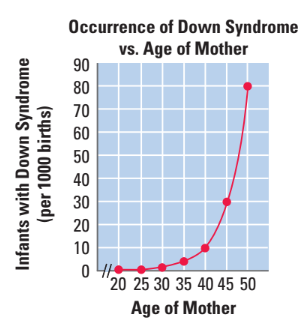 Occurrence of Down Syndrome
vs. Age of Mother
Infants with Down Syndrome
(per 1000 births)
90
80
70
60
50
40
30
20
10
0
20 25 30 35 40 45 50
Age of Mother